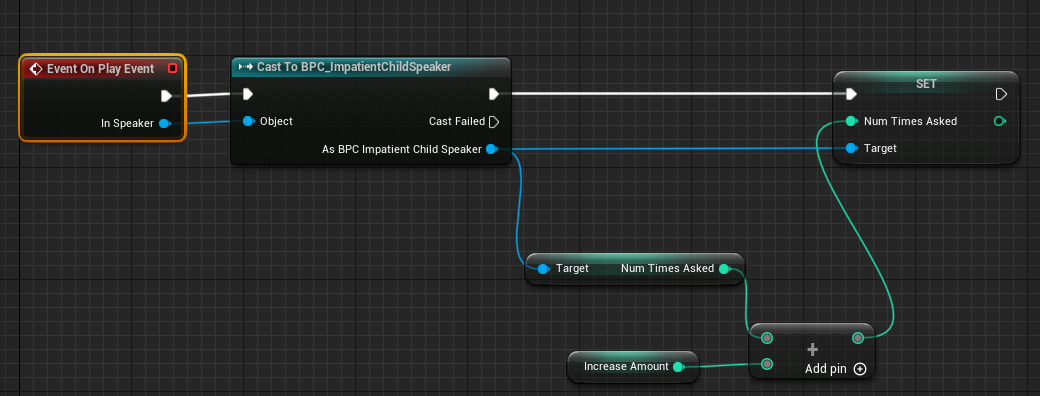 Event On Play Event
In Speaker
Cast To BPC_ImpatientChildSpeaker
Object
Cast Failed
As BPC Impatient Child Speaker
SET
Num Times Asked
Target
Target
Num Times Asked
Increase Amount
+
Add pin